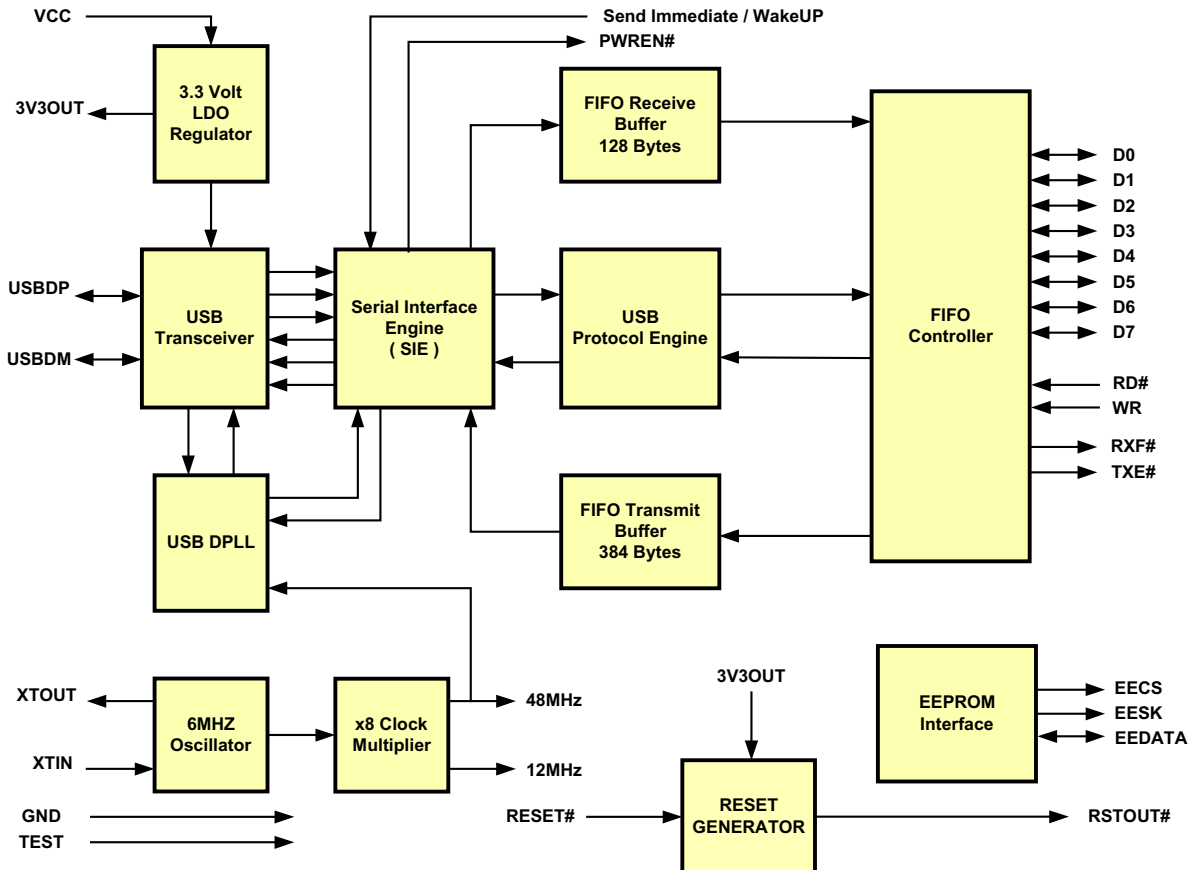 VCC
Send Immediate / WakeUP
PWREN#
3.3 Volt
LDO
Regulator
3V3OUT
FIFO Receive
Buffer
128 Bytes
D0
D1
D2
D3
D4
D5
D6
D7
USBDP
USBDM
USB
Transceiver
Serial Interface
Engine
( SIE )
USB
Protocol Engine
FIFO
Controller
RD#
WR
RXF#
TXE#
USB DPLL
FIFO Transmit
Buffer
384 Bytes
XTOUT
XTIN
6MHZ
Oscillator
x8 Clock
Multiplier
48MHz
12MHz
3V3OUT
EEPROM
Interface
EECS
EESK
EEDATA
GND
TEST
RESET#
RESET
GENERATOR
RSTOUT#